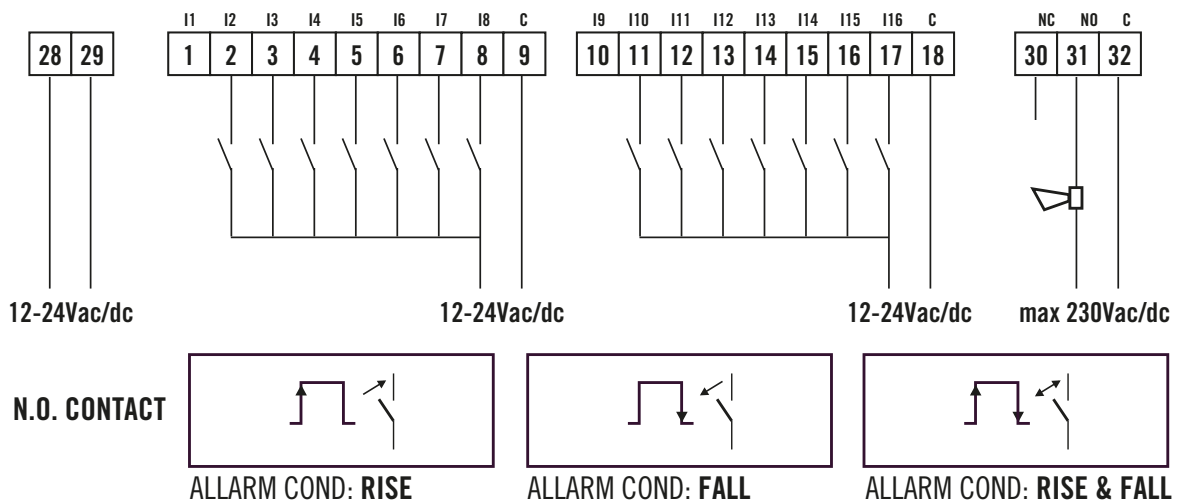 I1 I2 I3 I4 I5 I6 I7 I8 C I9 I10 I11 I12 I13 I14 I15 I16 C NC NO C
28 29 1 2 3 4 5 6 7 8 9 10 11 12 13 14 15 16 17 18 30 31 32
12-24Vac/dc 12-24Vac/dc 12-24Vac/dc max 230Vac/dc
N.O. CONTACT
ALLARM COND: RISE ALLARM COND: FALL ALLARM COND: RISE & FALL